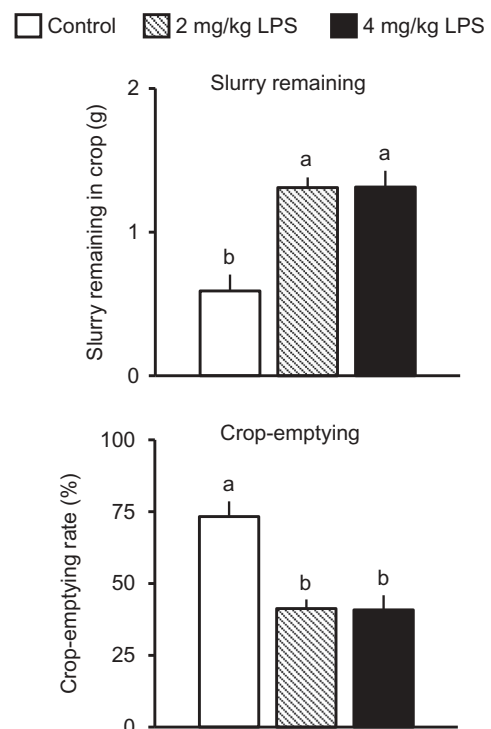 Control 2 mg/kg LPS 4 mg/kg LPS
Slurry remaining
Slurry remaining in crop (g)
2
1
0
b
a
a
Crop-emptying
Crop-emptying rate (%)
100
75
50
25
0
a
b
b